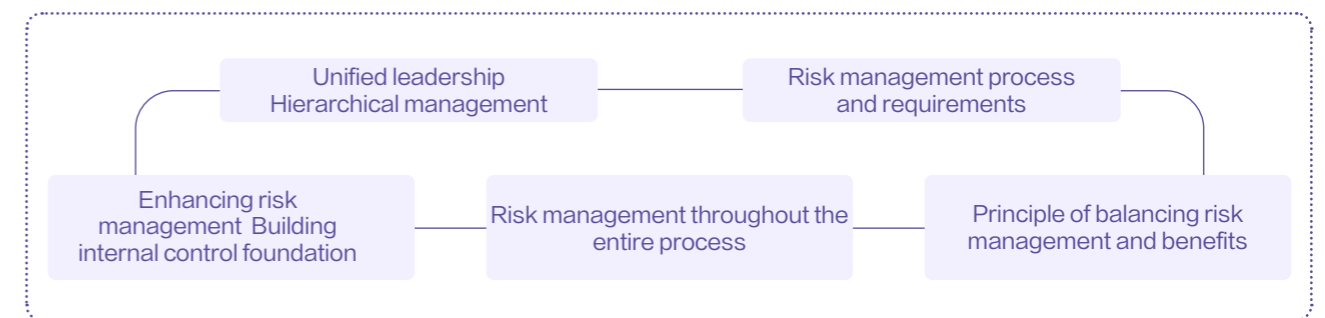 Unified leadership
Hierarchical management
Risk management process
and requirements
Enhancing risk
management  Building
internal control foundation
Risk management throughout the
entire process
Principle of balancing risk
management and benefits